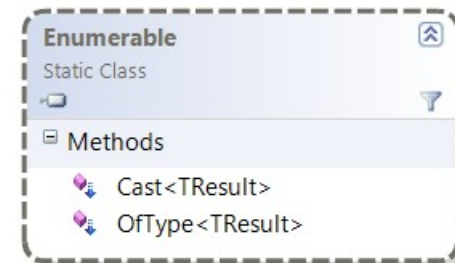 Enumerable
Static Class
Methods
Cast<TResult>
OfType<TResult>